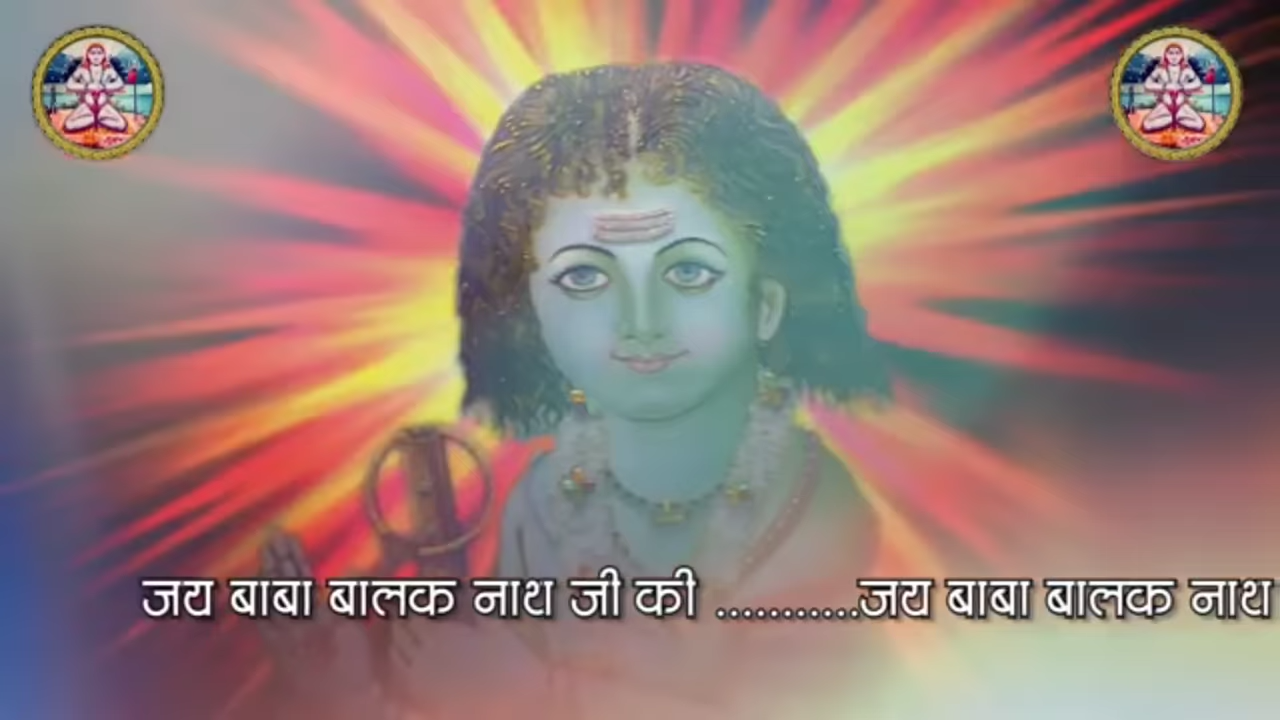 जय बाबा बालक नाथ जी की ...........जय बाबा बालक नाथ